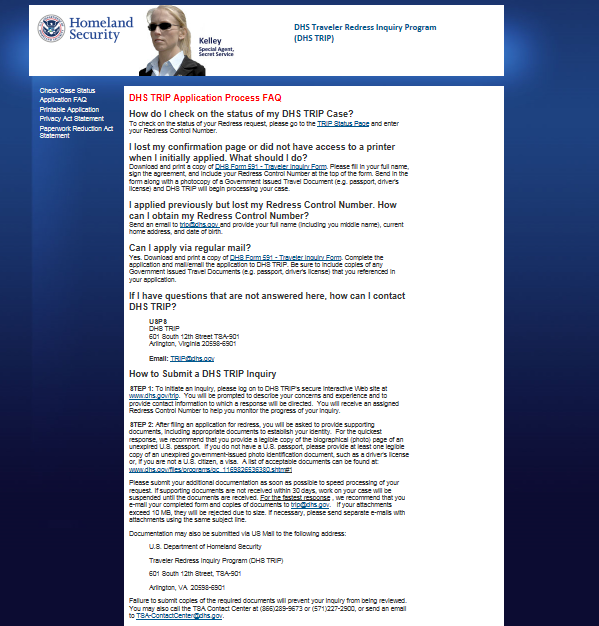 Homeland
Security
Kelley
Special Agent,
Secret Service
DHS Traveler Redress Inquiry Program
(DHS TRIP)
Check Case Status
Application FAQ
Printable Application
Privacy Act Statement
Paperwork Reduction Act
Statement
DHS TRIP Application Process FAQ
How do I check on the status of my DHS TRIP Case?
To check on the status of your Redress request, please go to the TRIP Status Page and enter
your Redress Control Number.
I lost my confirmation page or did not have access to a printer
when I initially applied. What should I do?
Download and print a copy of DHS Form 591 - Traveler Inquiry Form. Please fill in your full name,
sign the agreement, and include your Redress Control Number at the top of the form. Send in the
form along with a photocopy of a Government Issued Travel Document (e.g. passport, driver's
license) and DHS TRIP will begin processing your case.
I applied previously but lost my Redress Control Number. How
can I obtain my Redress Control Number?
Send an email to trip@dhs.gov and provide your full name (including you middle name), current
home address, and date of birth.
Can I apply via regular mail?
Yes. Download and print a copy of DHS Form 591 - Traveler Inquiry Form. Complete the
application and mail/email the application to DHS TRIP. Be sure to include copies of any
Government Issued Travel Documents (e.g. passport, driver's license) that you referenced in
your application.
If I have questions that are not answered here, how can I contact
DHS TRIP?
USPS
DHS TRIP
601 South 12th Street TSA-901
Arlington, Virginia 20598-6901
Email: TRIP@dhs.gov
How to Submit a DHS TRIP Inquiry
STEP 1: To initiate an inquiry, please log on to DHS TRIP's secure interactive Web site at
www.dhs.gov/trip. You will be prompted to describe your concerns and experience and to
provide contact information to which a response will be directed. You will receive an assigned
Redress Control Number to help you monitor the progress of your inquiry.
STEP 2: After filing an application for redress, you will be asked to provide supporting
documents, including appropriate documents to establish your identity. For the quickest
response, we recommend that you provide a legible copy of the biographical (photo) page of an
unexpired U.S. passport. If you do not have a U.S. passport, please provide at least one legible
copy of an unexpired government-issued photo identification document, such as a driver's license
or, if you are not a U.S. citizen, a visa. A list of acceptable documents can be found at:
www.dhs.gov/files/programs/gc_1169826536380.shtm#1
Please submit your additional documentation as soon as possible to speed processing of your
request. If supporting documents are not received within 30 days, work on your case will be
suspended until the documents are received. For the fastest response , we recommend that you
e-mail your completed form and copies of documents to trip@dhs.gov. If your attachments
exceed 10 MB, they will be rejected due to size. If necessary, please send separate e-mails with
attachments using the same subject line.
Documentation may also be submitted via US Mail to the following address:
U.S. Department of Homeland Security
Traveler Redress Inquiry Program (DHS TRIP)
601 South 12th Street, TSA-901
Arlington, VA 20598-6901
Failure to submit copies of the required documents will prevent your inquiry from being reviewed.
You may also call the TSA Contact Center at (866)289-9673 or (571)227-2900, or send an email
to TSA-ContactCenter@dhs.gov.